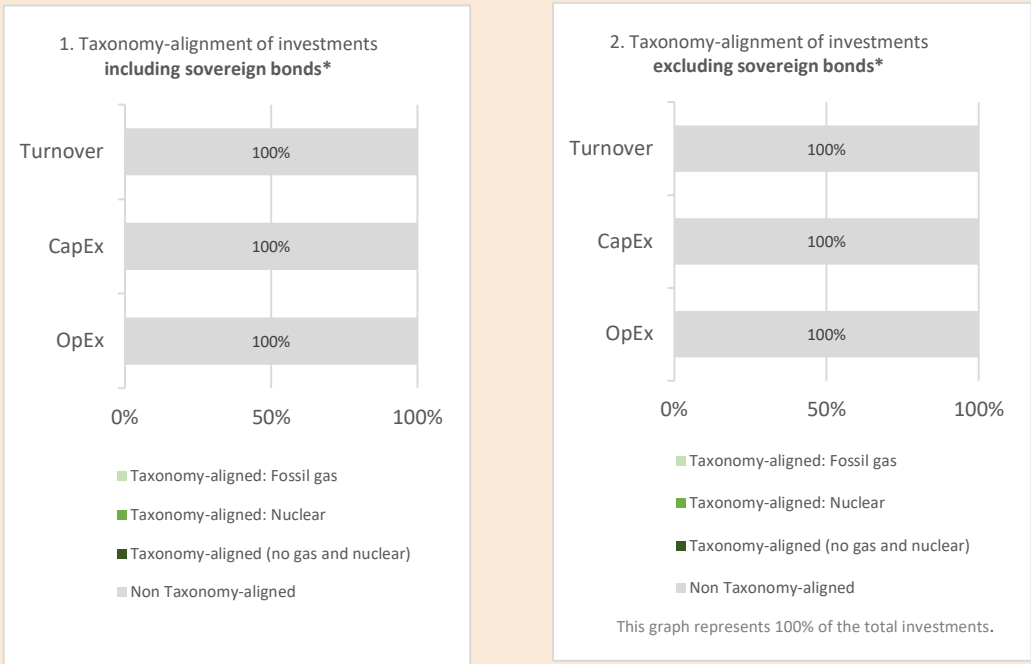 1. Taxonomy-alignment of investments
including sovereign bonds*
Turnover
100%
CapEx
100%
OpEx
100%
0%
50%
100%
Taxonomy-aligned: Fossil gas
Taxonomy-aligned: Nuclear
Taxonomy-aligned (no gas and nuclear)
Non Taxonomy-aligned
2. Taxonomy-alignment of investments
excluding sovereign bonds*
Turnover
100%
CapEx
100%
OpEx
100%
0%
50%
100%
Taxonomy-aligned: Fossil gas
Taxonomy-aligned: Nuclear
Taxonomy-aligned (no gas and nuclear)
Non Taxonomy-aligned
This graph represents 100% of the total investments.